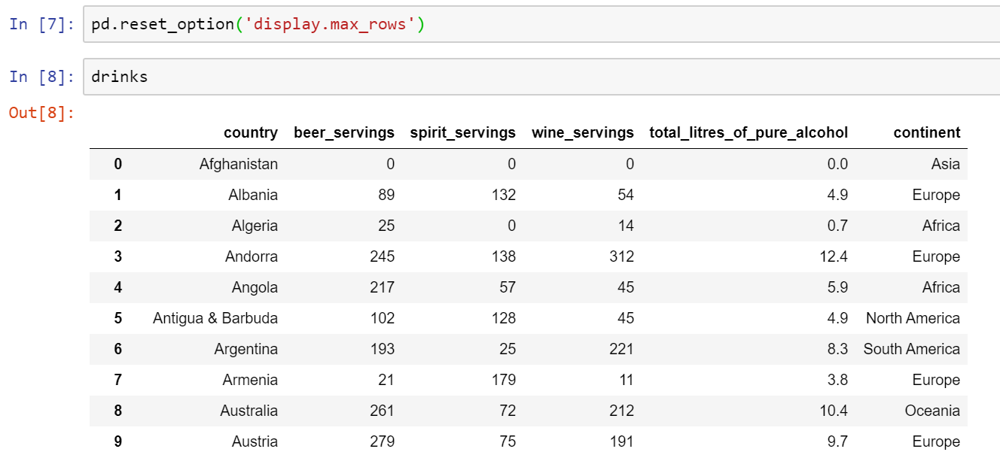 In [7]: pd.reset_option('display.max_rows')
In [8]: drinks
Out[8]:
country beer_servings spirit_servings wine_servings total_litres_of_pure_alcohol continent
0 Afghanistan 0 0 0 0.0 Asia
1 Albania 89 132 54 4.9 Europe
2 Algeria 25 0 14 0.7 Africa
3 Andorra 245 138 312 12.4 Europe
4 Angola 217 57 45 5.9 Africa
5 Antigua & Barbuda 102 128 45 4.9 North America
6 Argentina 193 25 221 8.3 South America
7 Armenia 21 179 11 3.8 Europe
8 Australia 261 72 212 10.4 Oceania
9 Austria 279 75 191 9.7 Europe